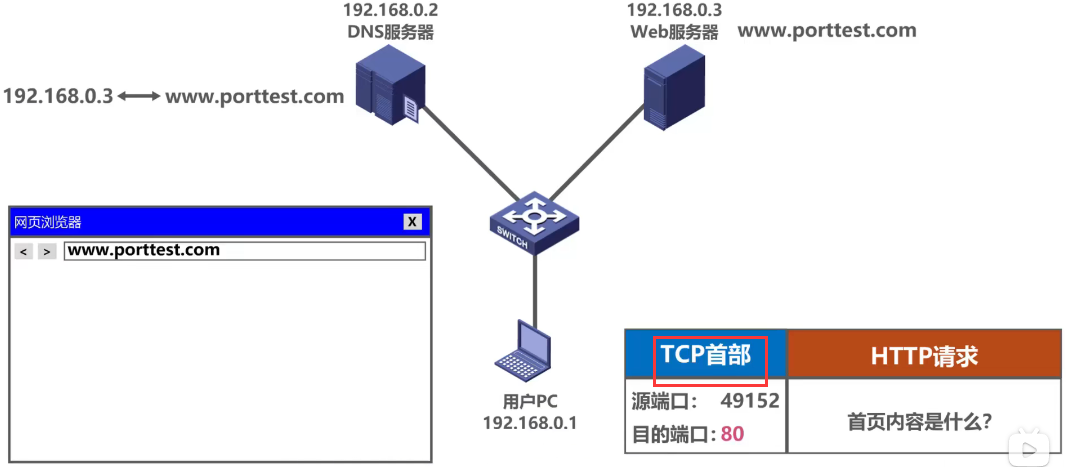 192.168.0.2
DNS服务器
192.168.0.3
Web服务器
www.porttest.com
192.168.0.3
www.porttest.com
SWITCH
网页浏览器
X
<
>
www.porttest.com
用户PC
192.168.0.1
TCP首部
HTTP请求
源端口： 49152
目的端口：80
首页内容是什么？